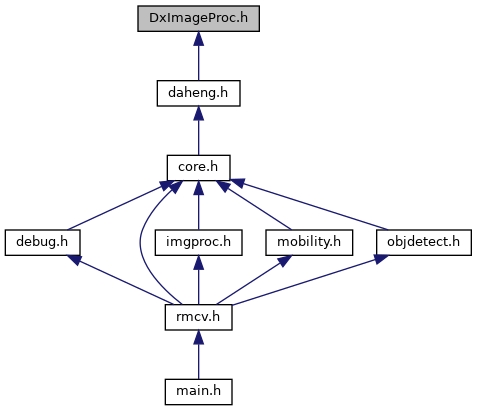 DxImageProc.h
daheng.h
core.h
debug.h
imgproc.h
mobility.h
objdetect.h
rmcv.h
main.h